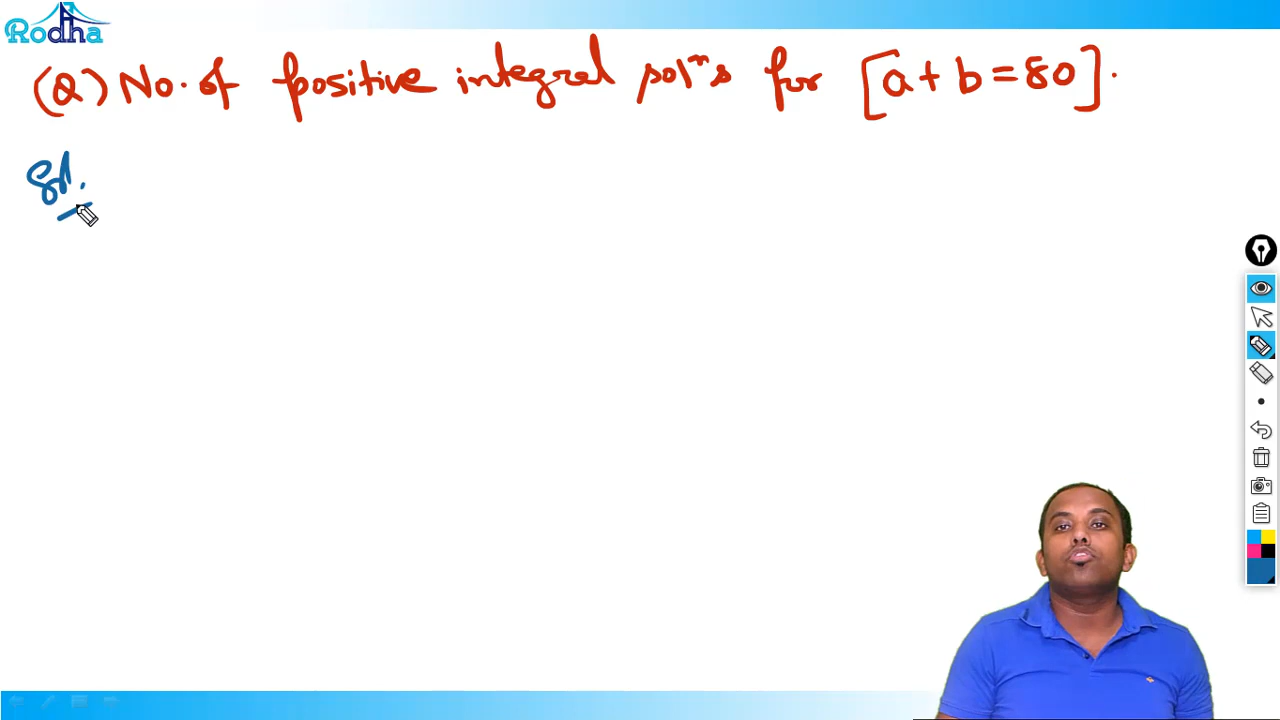 Rodha
(Q) No. of positive integral solⁿs for [a + b = 80].
Sol.